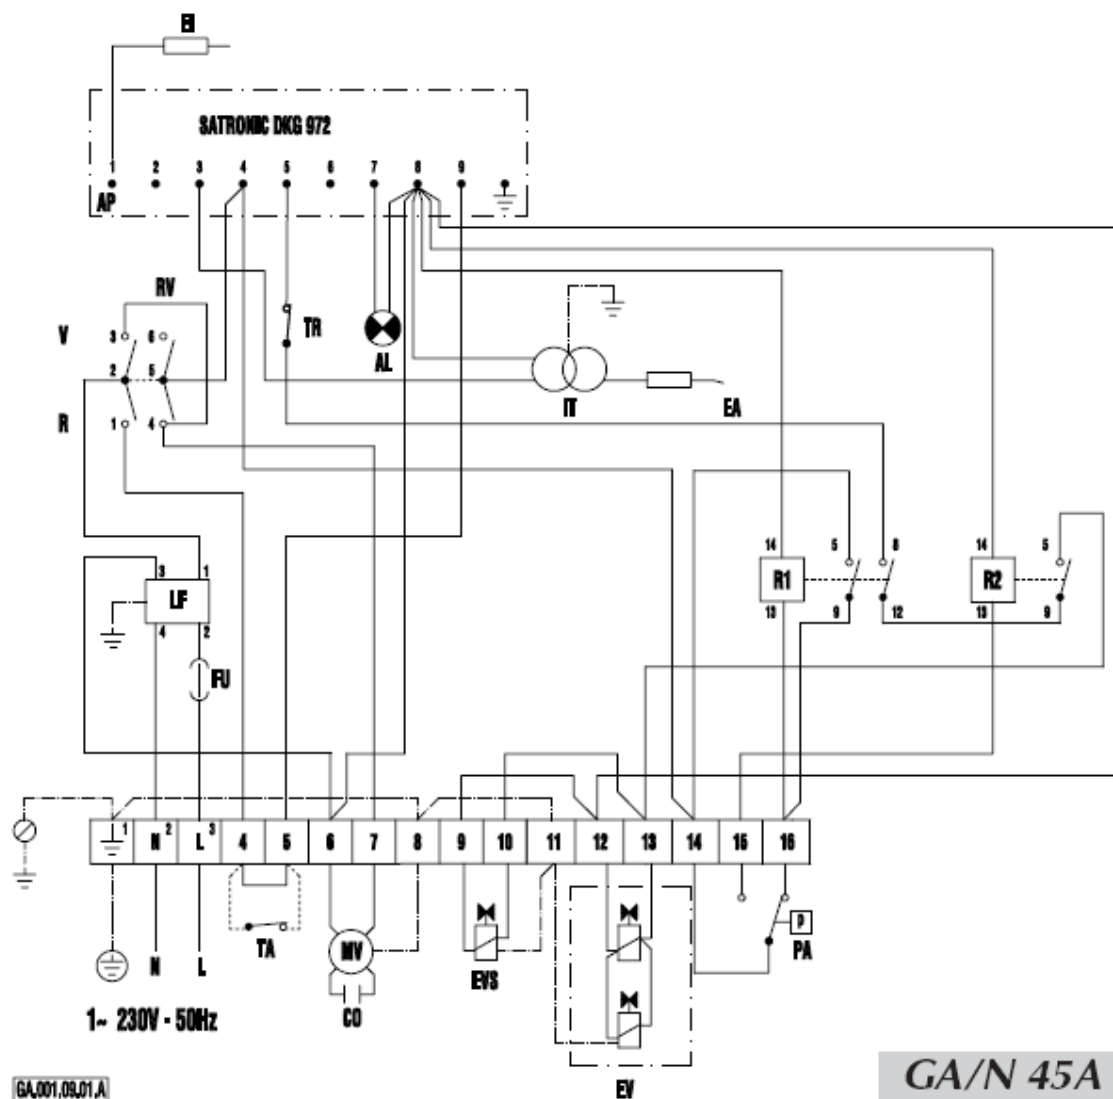 EI
SATRONIC DKG 972
1 2 3 4 5 6 7 8 9
AP
RV
V 3 6
TR
AL
2 5
IT
EA
R 1 4
14 5 8 14 5
3 1
R1
R2
LF
13 9 12 13 9
4 2
FU
1 N 2 L 3 4 5 6 7 8 9 10 11 12 13 14 15 16
P
TA
MV
PA
N L
EVS
CO
1~ 230V - 50Hz
EV
GA/N 45A
GA.001.09.01.A